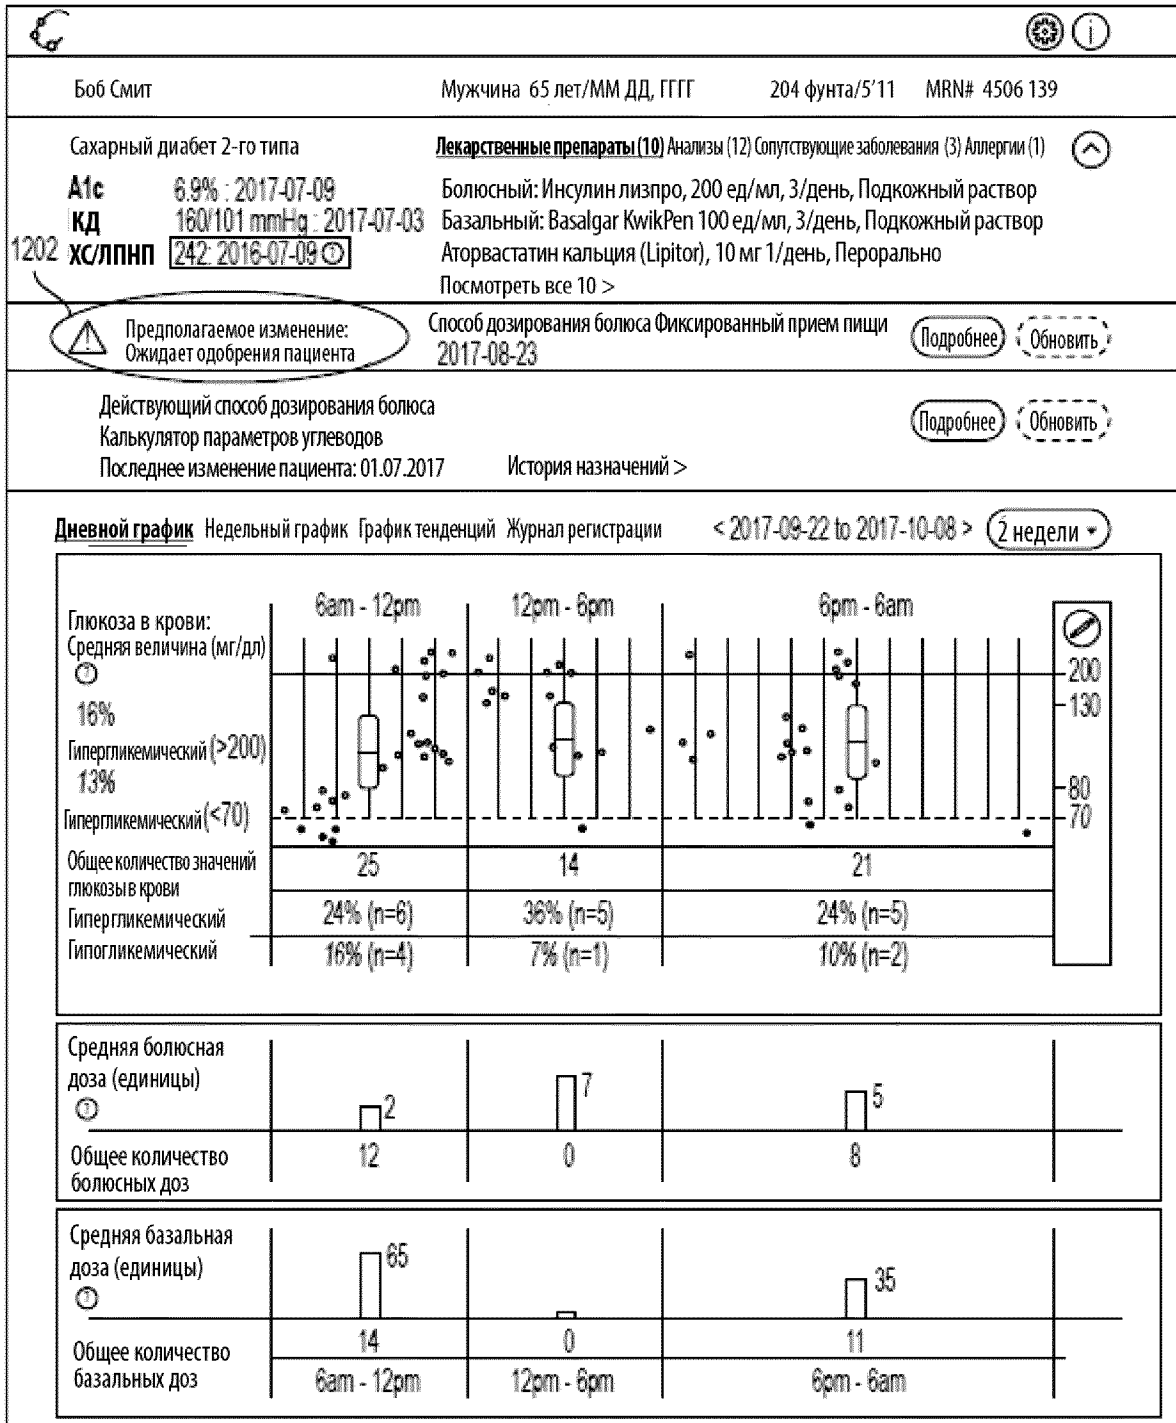 Боб Смит Мужчина 65 лет/ММ ДД, ГГГГ 204 фунта/5'11 MRN# 4506 139
Сахарный диабет 2-го типа
A1c 6.9% : 2017-07-09
КД 160/101 mmHg : 2017-07-03
1202 ХС/ЛПНП 242: 2016-07-09 ?
Лекарственные препараты (10) Анализы (12) Сопутствующие заболевания (3) Аллергии (1)
Болюсный: Инсулин лизпро, 200 ед/мл, 3/день, Подкожный раствор
Базальный: Basalgar KwikPen 100 ед/мл, 3/день, Подкожный раствор
Аторвастатин кальция (Lipitor), 10 мг 1/день, Перорально
Посмотреть все 10 >
Предполагаемое изменение:
Ожидает одобрения пациента
Способ дозирования болюса Фиксированный прием пищи
2017-08-23
Подробнее Обновить
Действующий способ дозирования болюса
Калькулятор параметров углеводов
Последнее изменение пациента: 01.07.2017 История назначений >
Подробнее Обновить
Дневной график Недельный график График тенденций Журнал регистрации < 2017-09-22 to 2017-10-08 > 2 недели
6am - 12pm 12pm - 6pm 6pm - 6am
Глюкоза в крови:
Средняя величина (мг/дл)
?
16%
Гипергликемический (>200)
13%
Гипергликемический (<70)
200
130
80
70
Общее количество значений
глюкозы в крови
25 14 21
Гипергликемический 24% (n=6) 36% (n=5) 24% (n=5)
Гипогликемический 16% (n=4) 7% (n=1) 10% (n=2)
Средняя болюсная
доза (единицы)
?
2 7 5
Общее количество
болюсных доз
12 0 8
Средняя базальная
доза (единицы)
?
65 35
Общее количество
базальных доз
14 0 11
6am - 12pm 12pm - 6pm 6pm - 6am